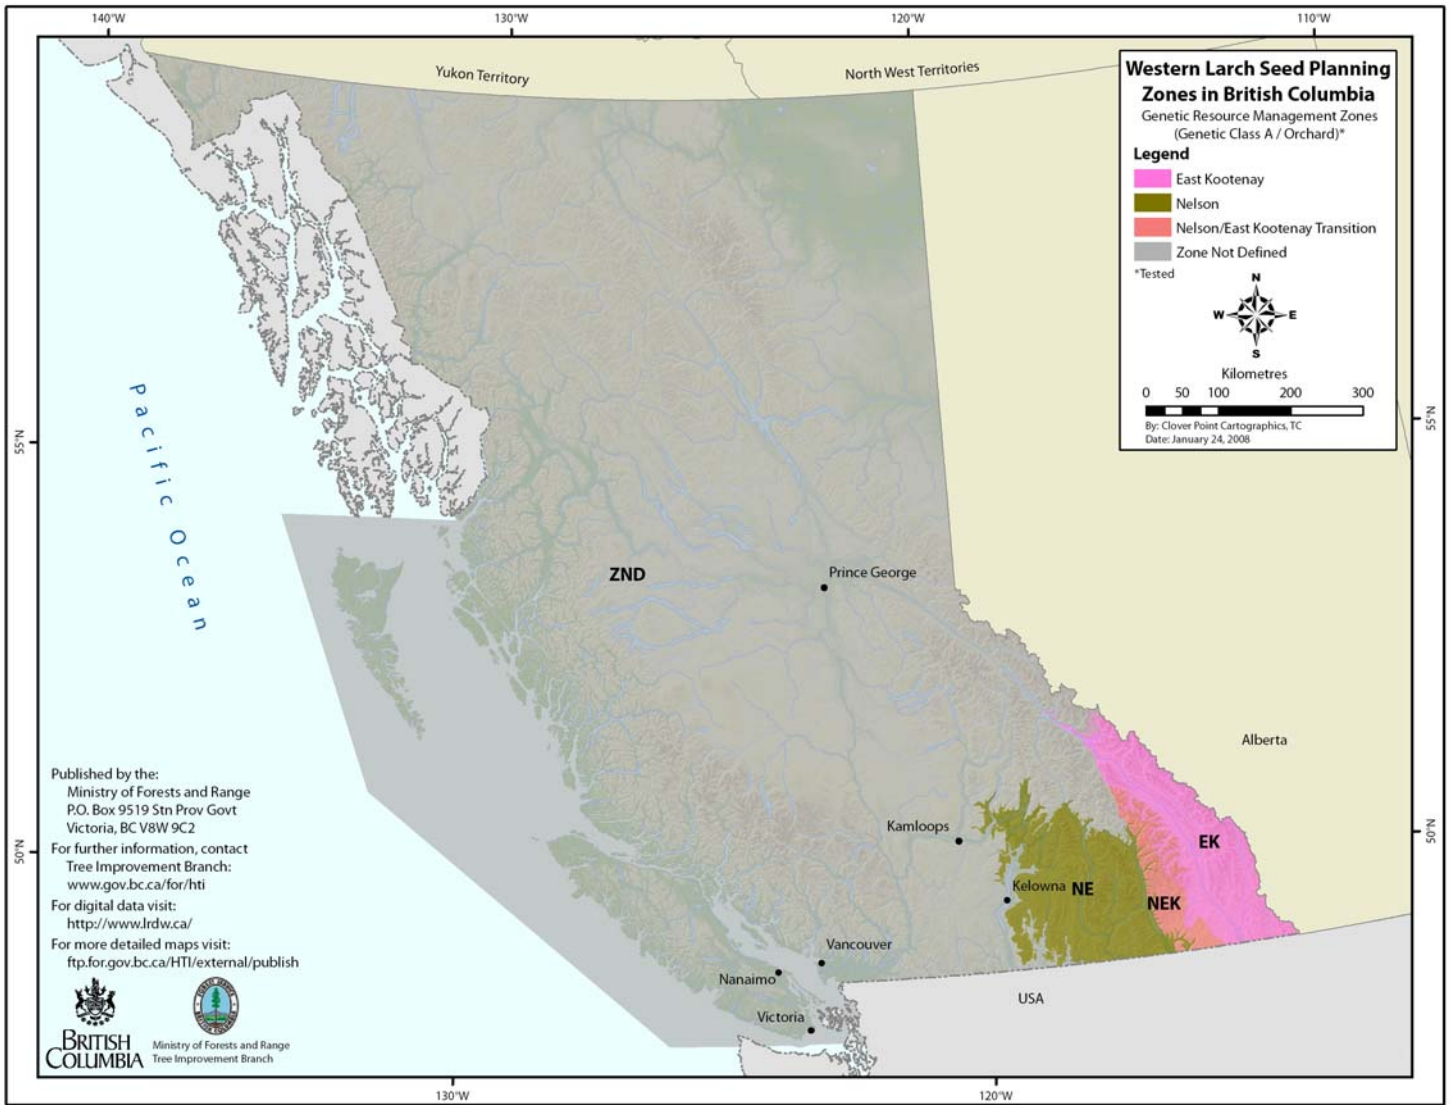 140°W
130°W
120°W
110°W
Yukon Territory
North West Territories
Western Larch Seed Planning
Zones in British Columbia
Genetic Resource Management Zones
(Genetic Class A / Orchard)*
Legend
East Kootenay
Nelson
Nelson/East Kootenay Transition
Zone Not Defined
*Tested
N
W
E
S
Kilometres
0 50 100 200 300
By: Clover Point Cartographics, TC
Date: January 24, 2008
55°N
55°N
Pacific Ocean
ZND
Prince George
Alberta
Kamloops
EK
Kelowna
NE
NEK
50°N
50°N
Vancouver
Nanaimo
Victoria
USA
Published by the:
Ministry of Forests and Range
P.O. Box 9519 Stn Prov Govt
Victoria, BC V8W 9C2
For further information, contact
Tree Improvement Branch:
www.gov.bc.ca/for/hti
For digital data visit:
http://www.lrdw.ca/
For more detailed maps visit:
ftp.for.gov.bc.ca/HTI/external/publish
BRITISH
COLUMBIA
FOREST SERVICE
BRITISH COLUMBIA
Ministry of Forests and Range
Tree Improvement Branch
130°W
120°W